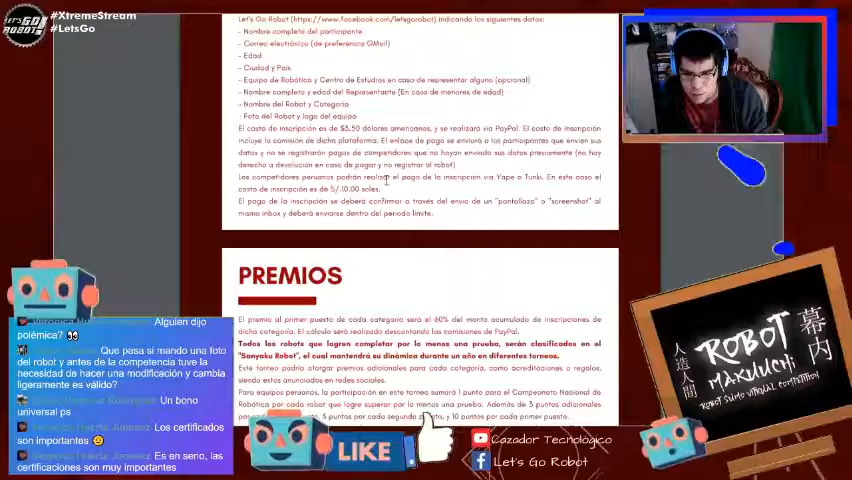 #XtremeStream
#LetsGo
LET'S GO
ROBOT!
Let's Go Robot (https://www.facebook.com/letsgorobot) indicando los siguientes datos:
- Nombre completo del participante
- Correo electrónico (de preferencia GMail)
- Edad
- Ciudad y País
- Equipo de Robótica y Centro de Estudios en caso de representar alguno (opcional)
- Nombre completo y edad del Representante (En caso de menores de edad)
- Nombre del Robot y Categoría
- Foto del Robot y logo del equipo
El costo de inscripción es de $3.50 dólares americanos, y se realizará vía PayPal. El costo de inscripción
incluye la comisión de dicha plataforma. El enlace de pago se enviará a los participantes que envíen sus
datos y no se registrarán pagos de competidores que no hayan enviado sus datos previamente (no hay
derecho a devolución en caso de pagar y no registrar al robot)
Los competidores peruanos podrán realizar el pago de la inscripción vía Yape o Tunki. En este caso el
costo de inscripción es de S/.10.00 soles.
El pago de la inscripción se deberá confirmar a través del envío de un "pantallazo" o "screenshot" al
mismo inbox y deberá enviarse dentro del periodo límite.
PREMIOS
El premio al primer puesto de cada categoría será el 60% del monto acumulado de inscripciones de
dicha categoría. El cálculo será realizado descontando las comisiones de PayPal.
Todos los robots que logren completar por lo menos una prueba, serán clasificados en el
"Sanyaku Robot", el cual mantendrá su dinámica durante un año en diferentes torneos.
Este torneo podría otorgar premios adicionales para cada categoría, como acreditaciones o regalos,
siendo estos anunciados en redes sociales.
Para equipos peruanos, la participación en este torneo sumará 1 punto para el Campeonato Nacional de
Robótica por cada robot que logre superar por lo menos una prueba. Además de 3 puntos adicionales
por 5 puntos por cada segundo y 10 puntos por cada primer puesto.
Alguien dijo
polémica? 👀
Que pasa si mando una foto
del robot y antes de la competencia tuve la
necesidad de hacer una modificación y cambia
ligeramente es válido?
Un bono
universal ps
Los certificados
son importantes
Es en serio, las
certificaciones son muy importantes
LIKE
Cazador Tecnológico
Let's Go Robot
ROBOT
MAKUUCHI
ROBOT SUMO VIRTUAL COMPETITION
幕内
人造人間